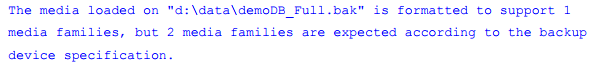 The media loaded on "d:\data\demoDB_Full.bak" is formatted to support 1
media families, but 2 media families are expected according to the backup
device specification.